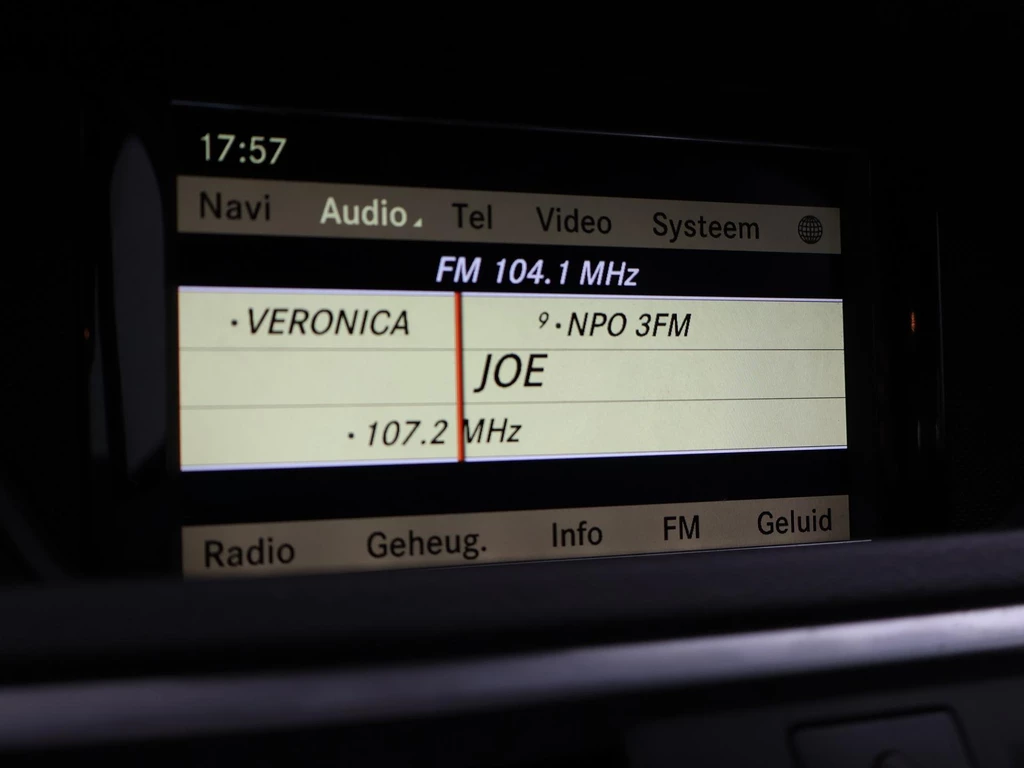 17:57
Navi Audio Tel Video Systeem
FM 104.1 MHz
·VERONICA 9·NPO 3FM
JOE
·107.2 MHz
Radio Geheug. Info FM Geluid